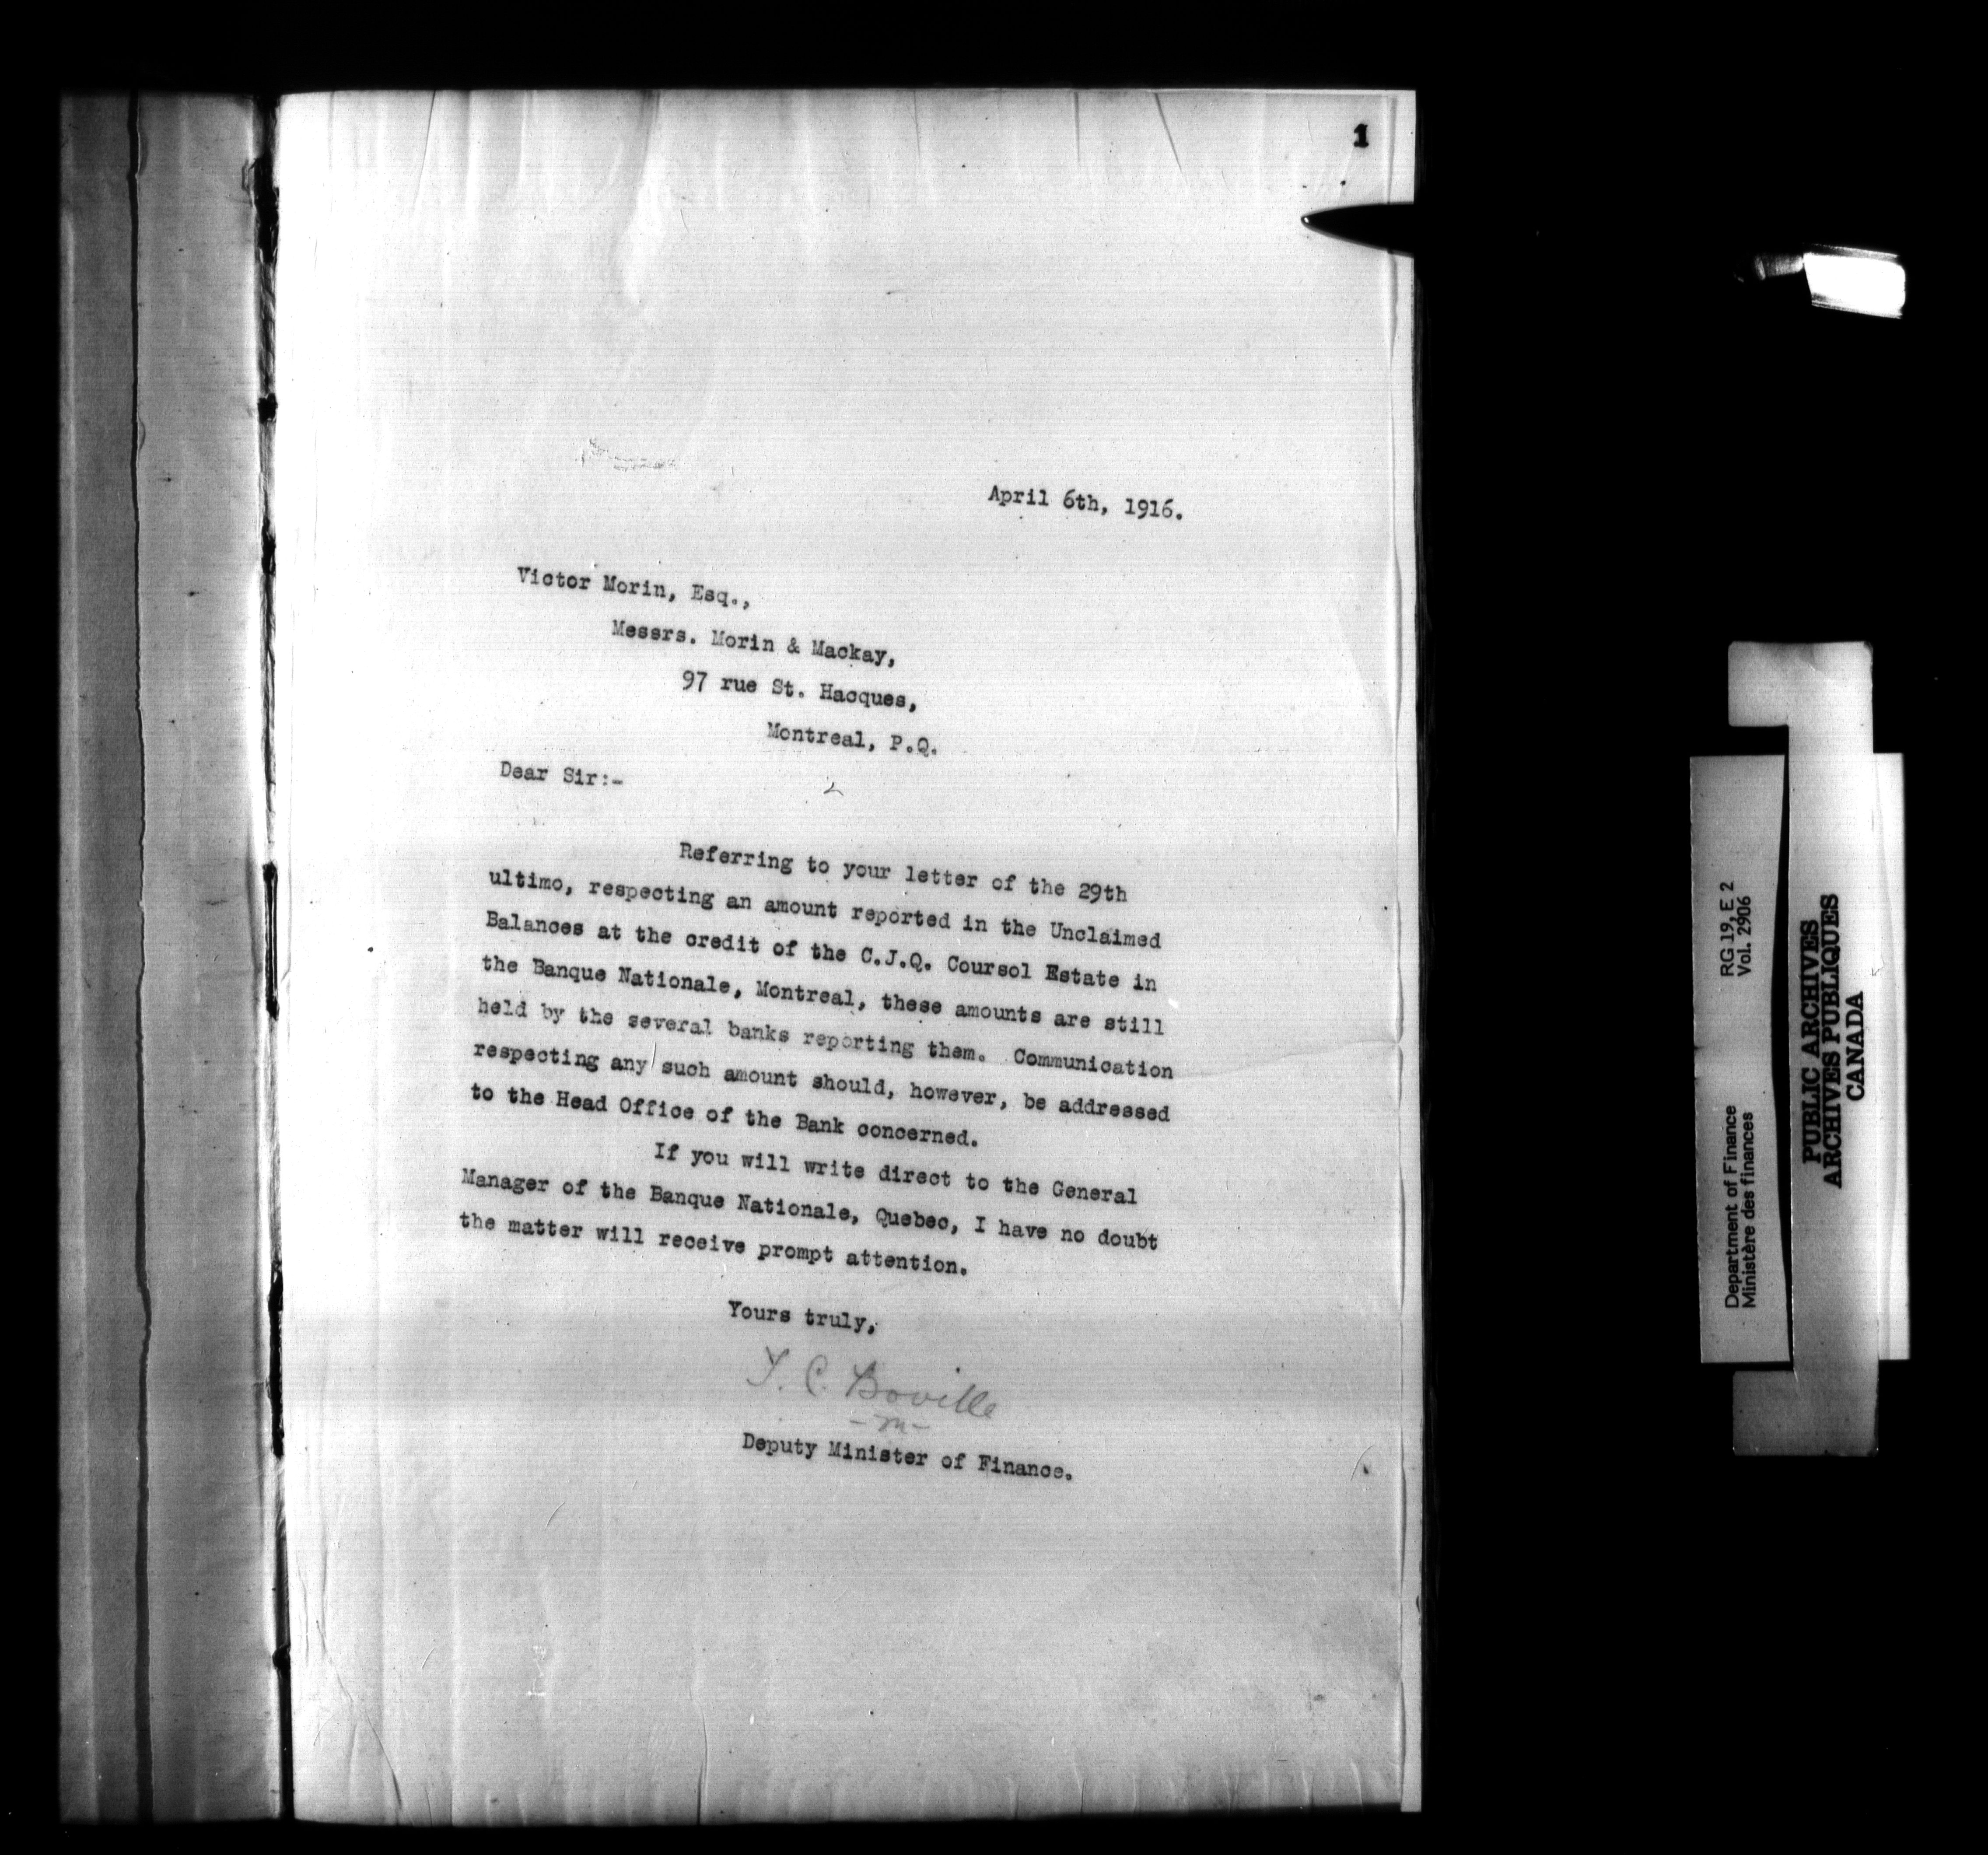 1
April 6th, 1916.
Victor Morin, Esq.,
Messrs. Morin & Mackay,
97 rue St. Hacques,
Montreal, P.Q.
Dear Sir:-
Referring to your letter of the 29th
ultimo, respecting an amount reported in the Unclaimed
Balances at the credit of the C.J.Q. Coursol Estate in
the Banque Nationale, Montreal, these amounts are still
held by the several banks reporting them. Communication
respecting any such amount should, however, be addressed
to the Head Office of the Bank concerned.
If you will write direct to the General
Manager of the Banque Nationale, Quebec, I have no doubt
the matter will receive prompt attention.
Yours truly,
T. C. Boville
-m-
Deputy Minister of Finance.
Department of Finance RG 19, E 2
Ministère des finances Vol. 2906
PUBLIC ARCHIVES
ARCHIVES PUBLIQUES
CANADA